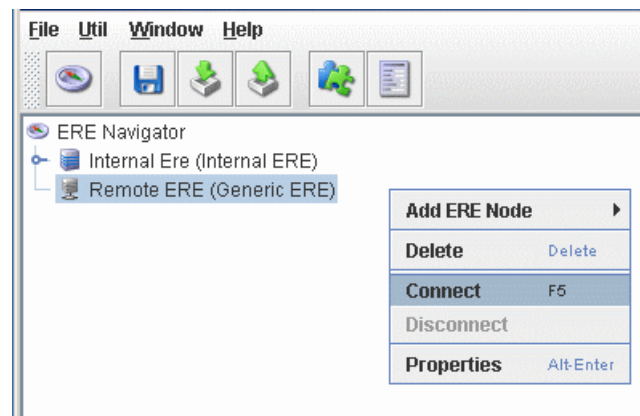 File Util Window Help
ERE Navigator
Internal Ere (Internal ERE)
Remote ERE (Generic ERE)
Add ERE Node
Delete Delete
Connect F5
Disconnect
Properties Alt-Enter